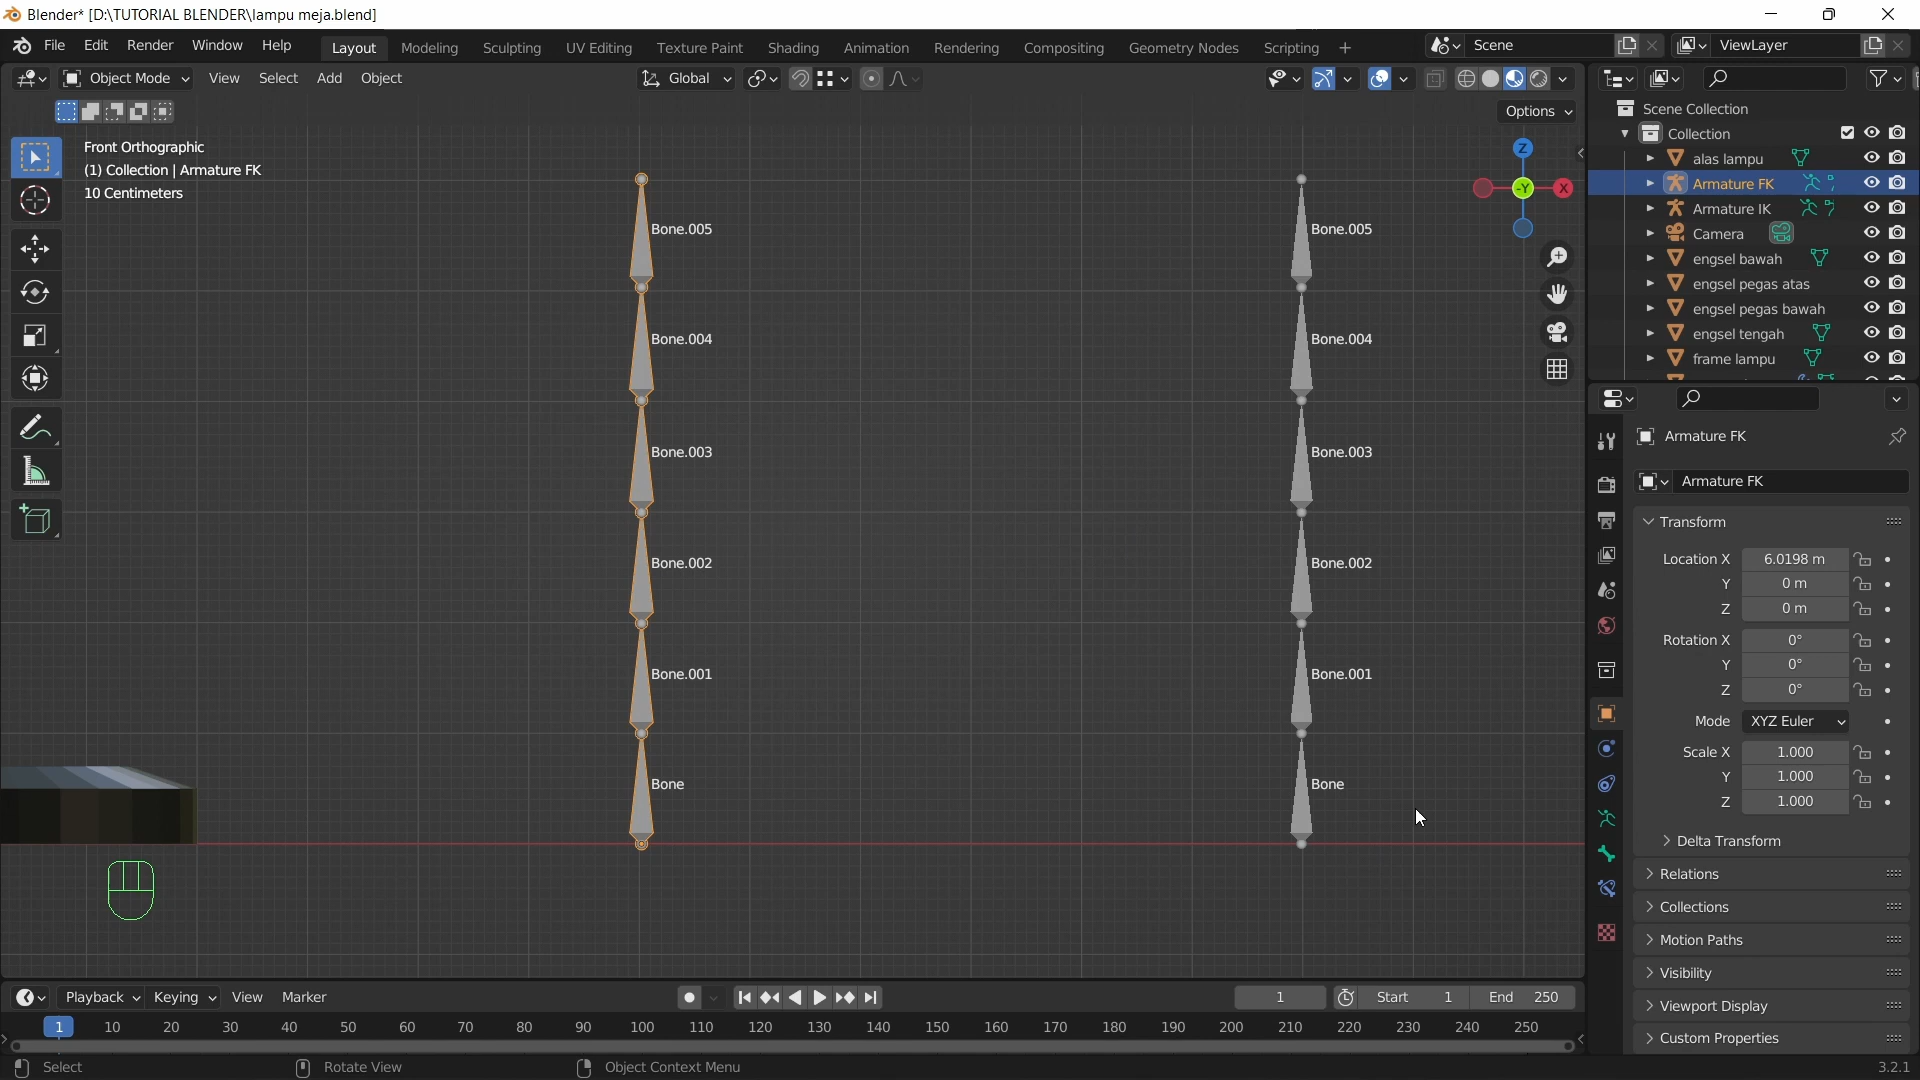 Blender* [D:\TUTORIAL BLENDER\lampu meja.blend]
File Edit Render Window Help Layout Modeling Sculpting UV Editing Texture Paint Shading Animation Rendering Compositing Geometry Nodes Scripting + Scene ViewLayer
Object Mode View Select Add Object Global
Options
Front Orthographic
(1) Collection | Armature FK
10 Centimeters
Z
-Y
X
Bone.005 Bone.005
Bone.004 Bone.004
Bone.003 Bone.003
Bone.002 Bone.002
Bone.001 Bone.001
Bone Bone
Scene Collection
Collection
alas lampu
Armature FK
Armature IK
Camera
engsel bawah
engsel pegas atas
engsel pegas bawah
engsel tengah
frame lampu
Armature FK
Armature FK
Transform
Location X 6.0198 m
Y 0 m
Z 0 m
Rotation X 0°
Y 0°
Z 0°
Mode XYZ Euler
Scale X 1.000
Y 1.000
Z 1.000
Delta Transform
Relations
Collections
Motion Paths
Visibility
Viewport Display
Custom Properties
Playback Keying View Marker 1 Start 1 End 250
1 10 20 30 40 50 60 70 80 90 100 110 120 130 140 150 160 170 180 190 200 210 220 230 240 250
Select Rotate View Object Context Menu 3.2.1